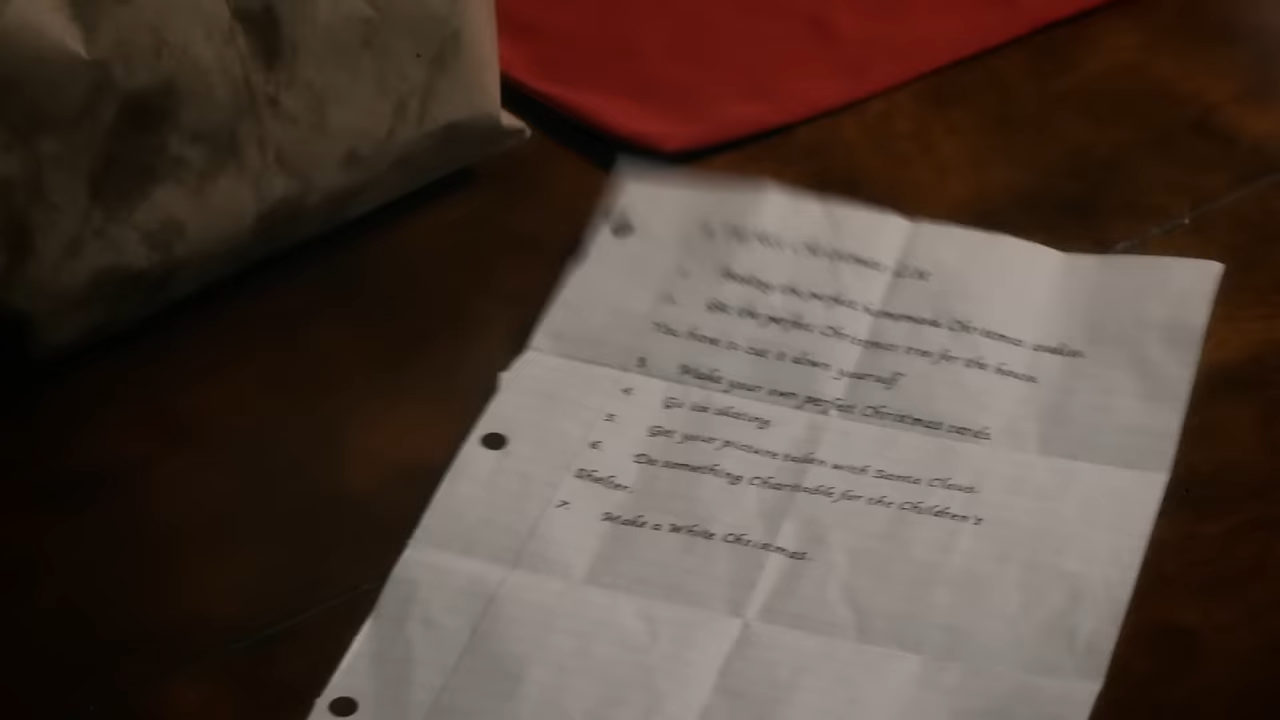 Christmas List
1. the perfect homemade Christmas cookies.
2. Get the perfect Christmas tree for the house.
You have to cut it down yourself
3. Make your own perfect Christmas cards.
4. Go ice skating.
5. Get your picture taken with Santa Claus.
6. Do something Charitable for the Children's
Shelter.
7. Make a White Christmas.